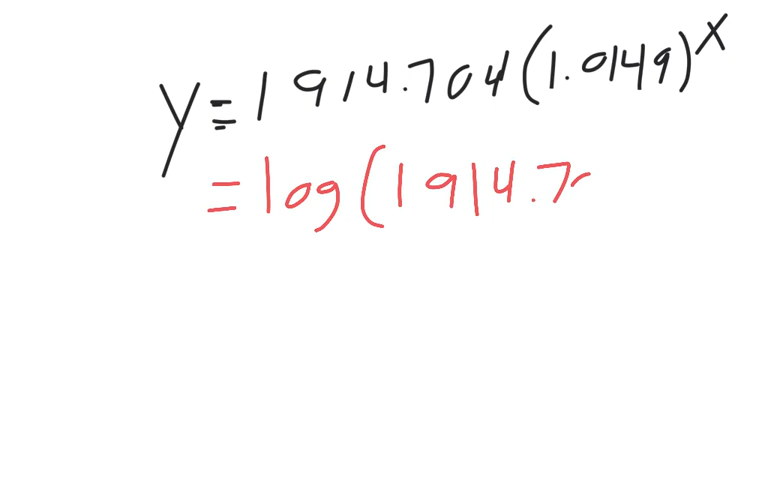 y = 1914.704(1.0149)^x
= log(1914.7